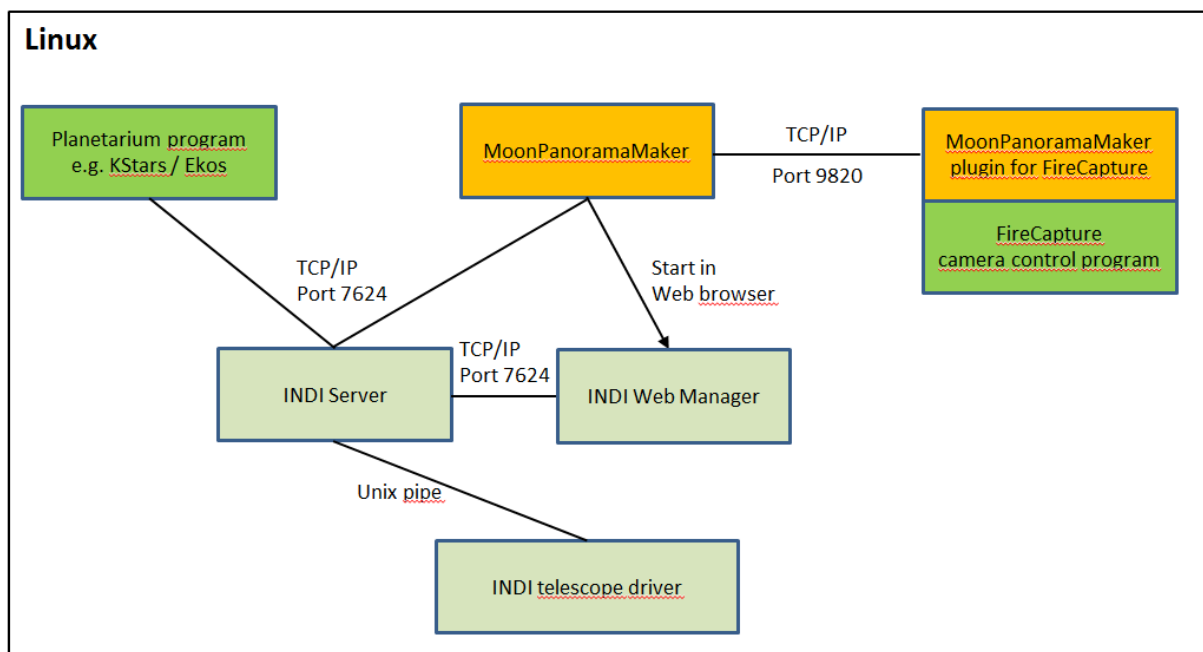 Linux
Planetarium program
e.g. KStars / Ekos
MoonPanoramaMaker
TCP/IP
Port 9820
MoonPanoramaMaker
plugin for FireCapture
FireCapture
camera control program
TCP/IP
Port 7624
Start in
Web browser
INDI Server
TCP/IP
Port 7624
INDI Web Manager
Unix pipe
INDI telescope driver